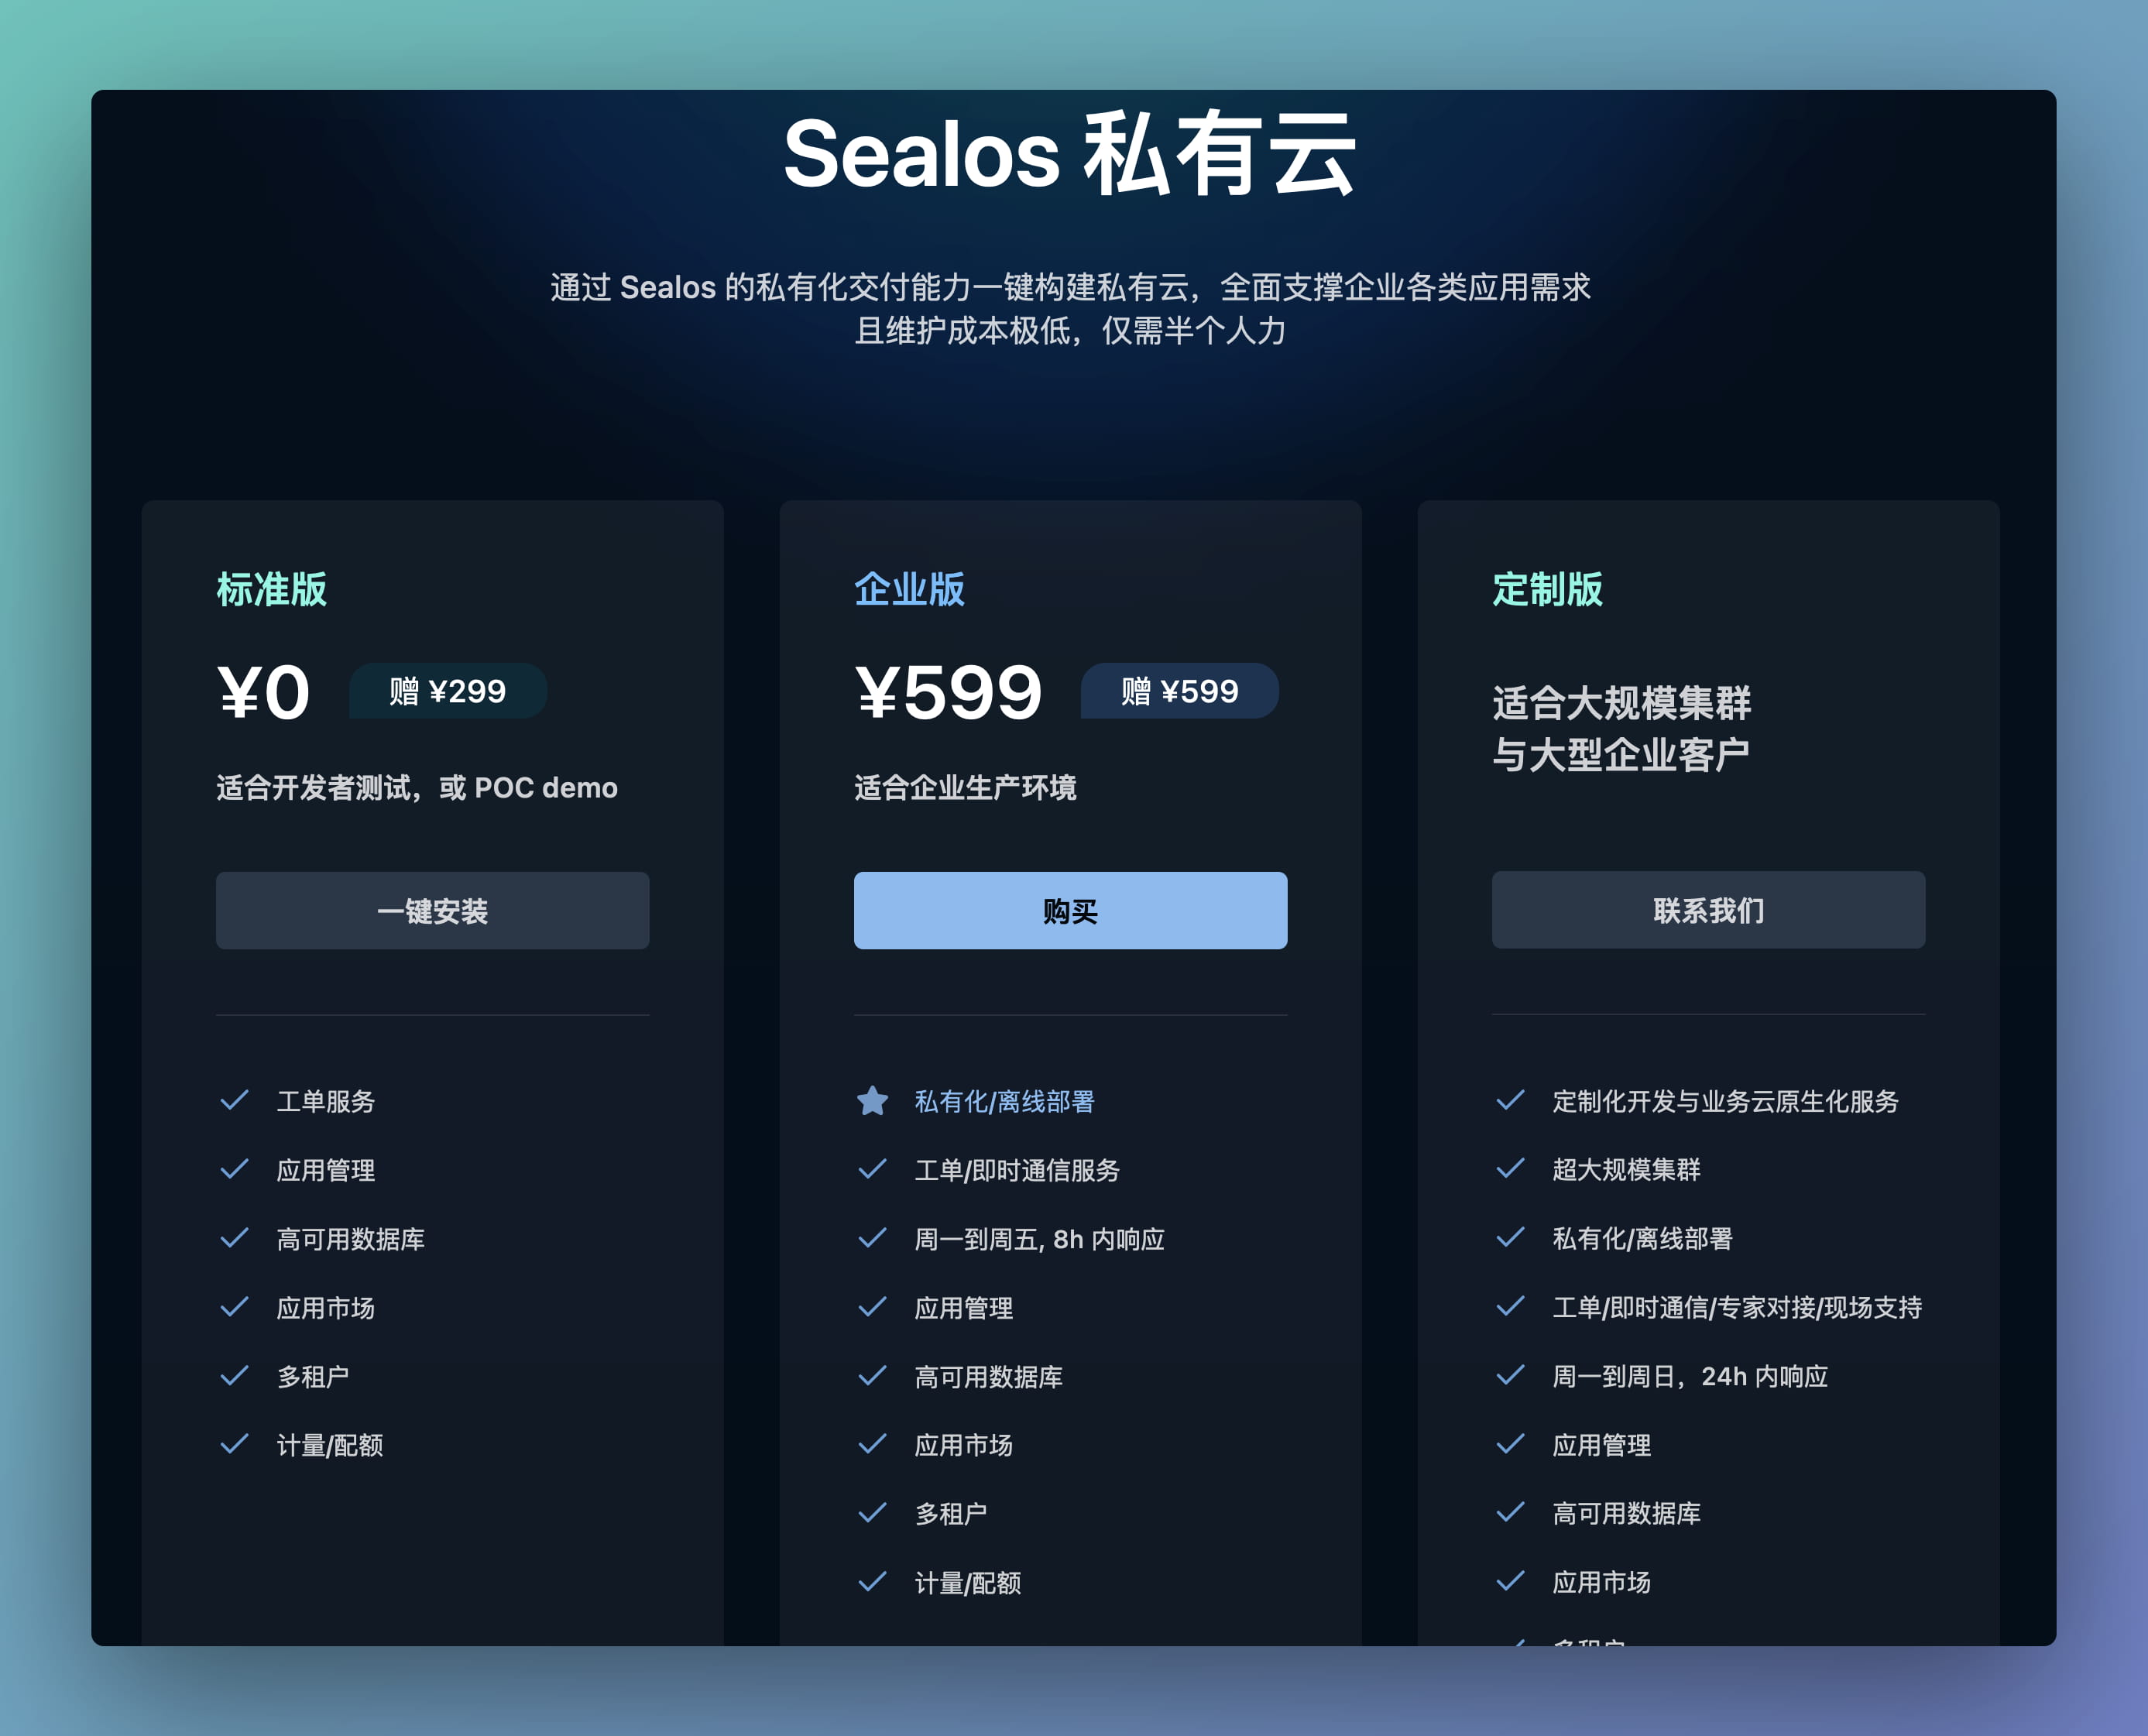 Sealos 私有云
通过 Sealos 的私有化交付能力一键构建私有云，全面支撑企业各类应用需求
且维护成本极低，仅需半个人力
标准版
¥0
赠 ¥299
适合开发者测试，或 POC demo
一键安装
工单服务
应用管理
高可用数据库
应用市场
多租户
计量/配额
企业版
¥599
赠 ¥599
适合企业生产环境
购买
私有化/离线部署
工单/即时通信服务
周一到周五, 8h 内响应
应用管理
高可用数据库
应用市场
多租户
计量/配额
定制版
适合大规模集群
与大型企业客户
联系我们
定制化开发与业务云原生化服务
超大规模集群
私有化/离线部署
工单/即时通信/专家对接/现场支持
周一到周日，24h 内响应
应用管理
高可用数据库
应用市场
多租户